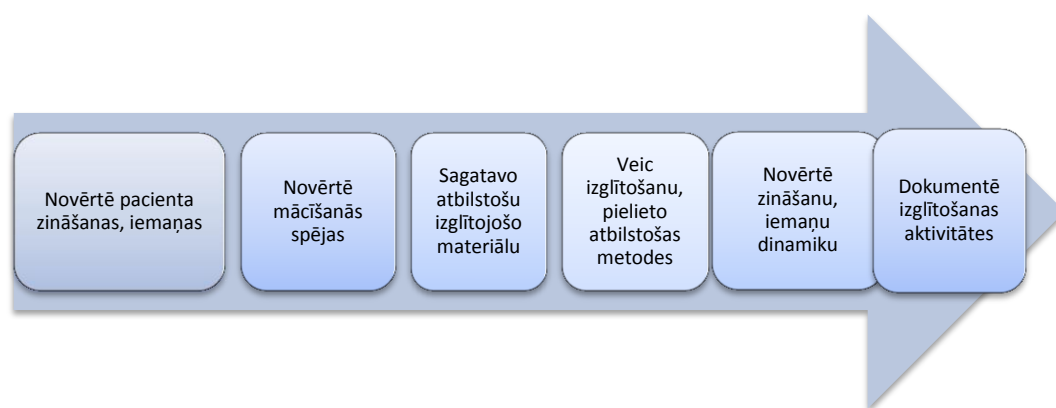 Novērtē pacienta
zināšanas, iemaņas
Novērtē
mācīšanās
spējas
Sagatavo
atbilstošu
izglītojošo
materiālu
Veic
izglītošanu,
pielieto
atbilstošas
metodes
Novērtē
zināšanu,
iemaņu
dinamiku
Dokumentē
izglītošanas
aktivitātes